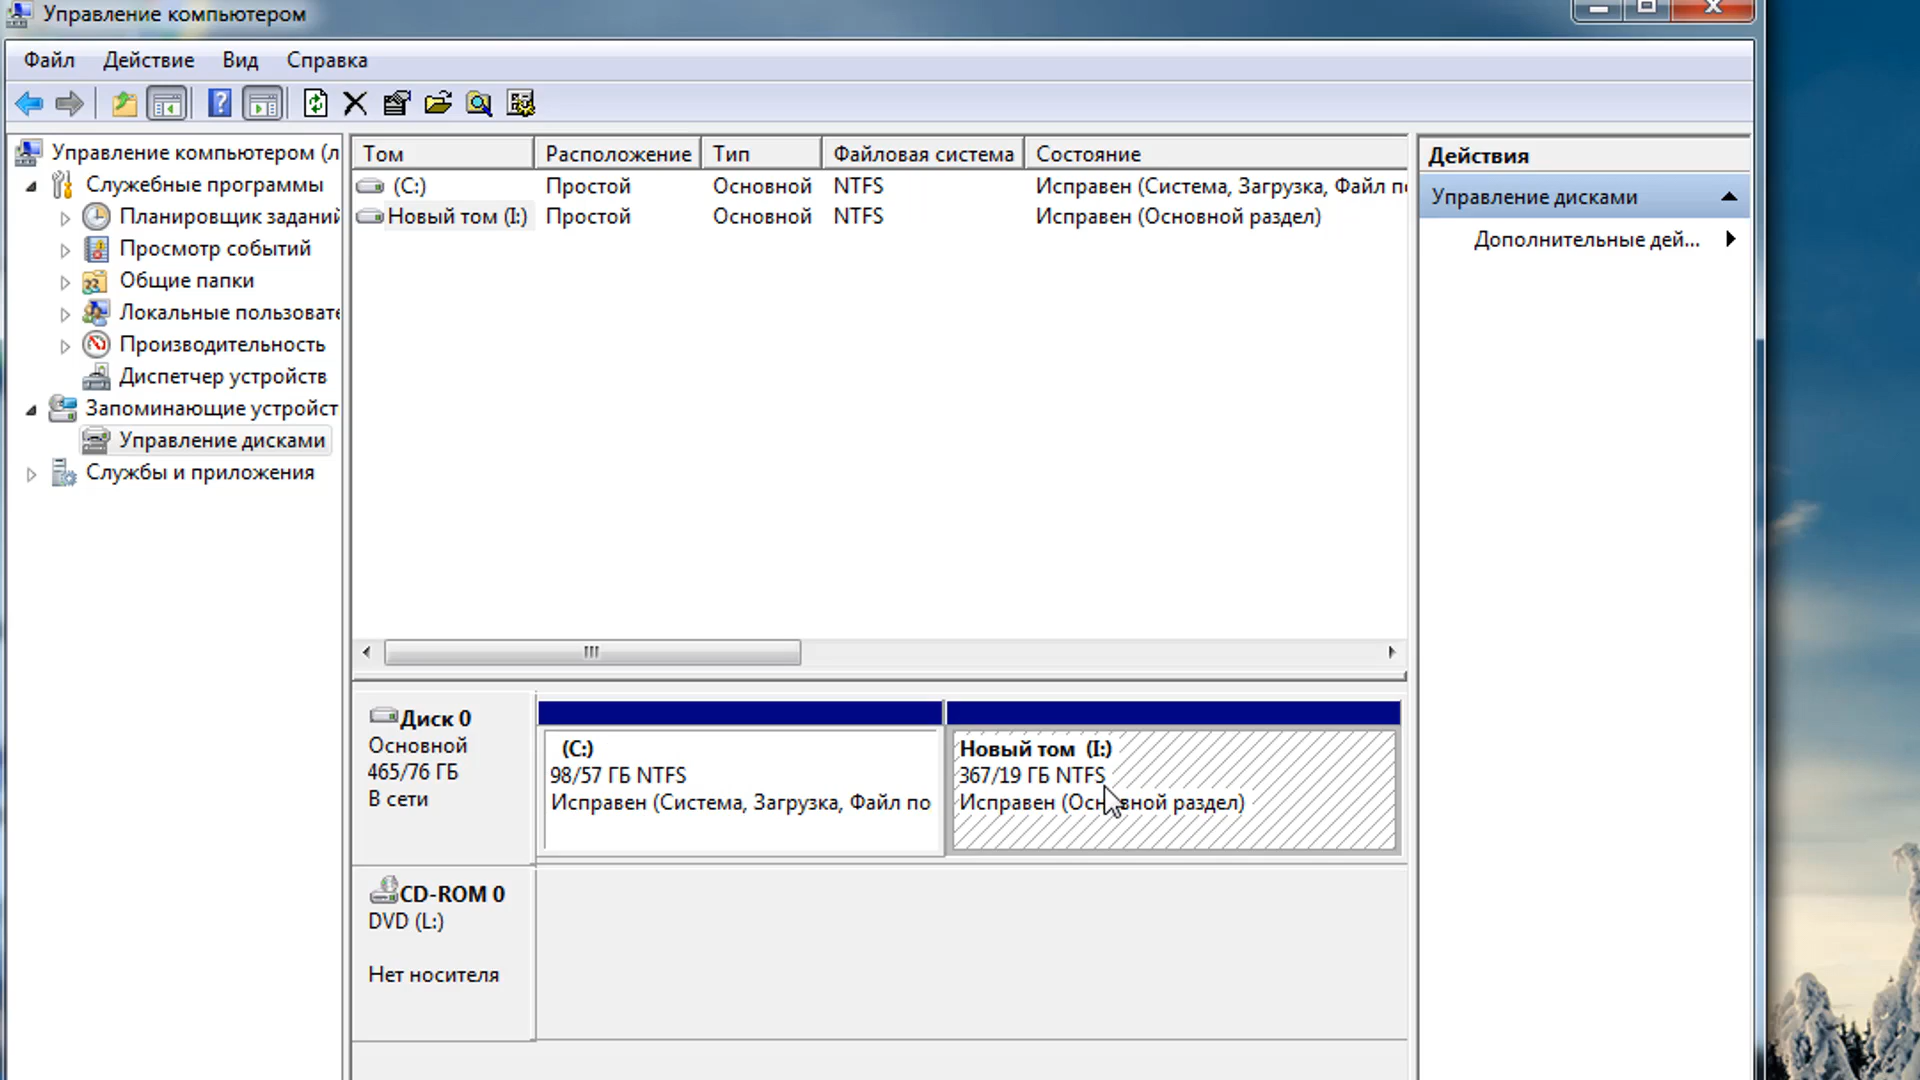 Управление компьютером
Файл Действие Вид Справка
Управление компьютером (л
Служебные программы
Планировщик заданий
Просмотр событий
Общие папки
Локальные пользовате
Производительность
Диспетчер устройств
Запоминающие устройст
Управление дисками
Службы и приложения
Том Расположение Тип Файловая система Состояние
(C:) Простой Основной NTFS Исправен (Система, Загрузка, Файл по
Новый том (I:) Простой Основной NTFS Исправен (Основной раздел)
Диск 0
Основной
465/76 ГБ
В сети
(C:)
98/57 ГБ NTFS
Исправен (Система, Загрузка, Файл по
Новый том (I:)
367/19 ГБ NTFS
Исправен (Основной раздел)
CD-ROM 0
DVD (L:)
Нет носителя
Действия
Управление дисками
Дополнительные дей...